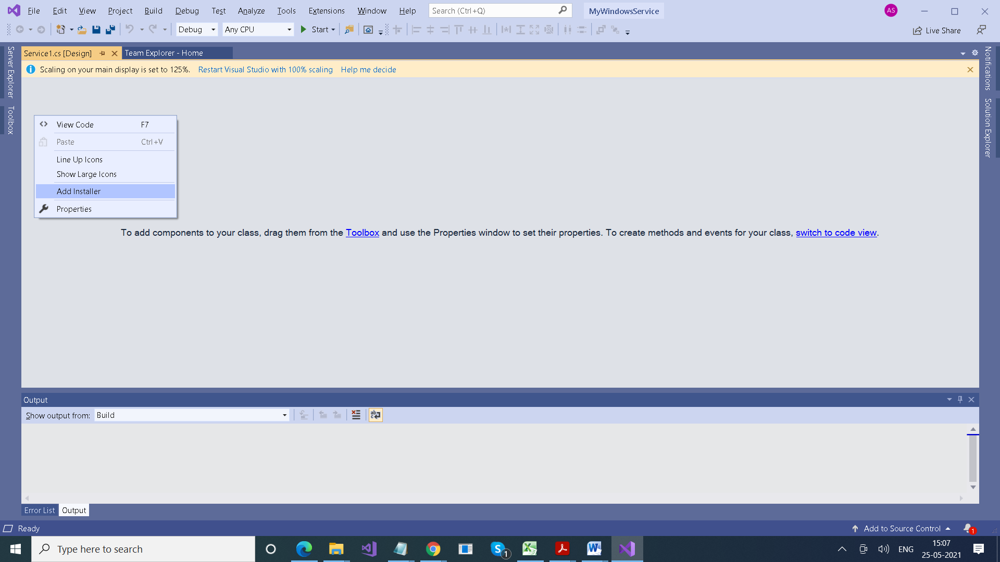 File Edit View Project Build Debug Test Analyze Tools Extensions Window Help Search (Ctrl+Q) MyWindowsService AS
Debug Any CPU Start Live Share
Service1.cs [Design] Team Explorer - Home
Scaling on your main display is set to 125%. Restart Visual Studio with 100% scaling Help me decide
Server Explorer
Toolbox
Notifications
Solution Explorer
View Code F7
Paste Ctrl+V
Line Up Icons
Show Large Icons
Add Installer
Properties
To add components to your class, drag them from the Toolbox and use the Properties window to set their properties. To create methods and events for your class, switch to code view.
Output
Show output from: Build
Error List Output
Ready Add to Source Control 1
Type here to search 1 ENG 15:07
25-05-2021